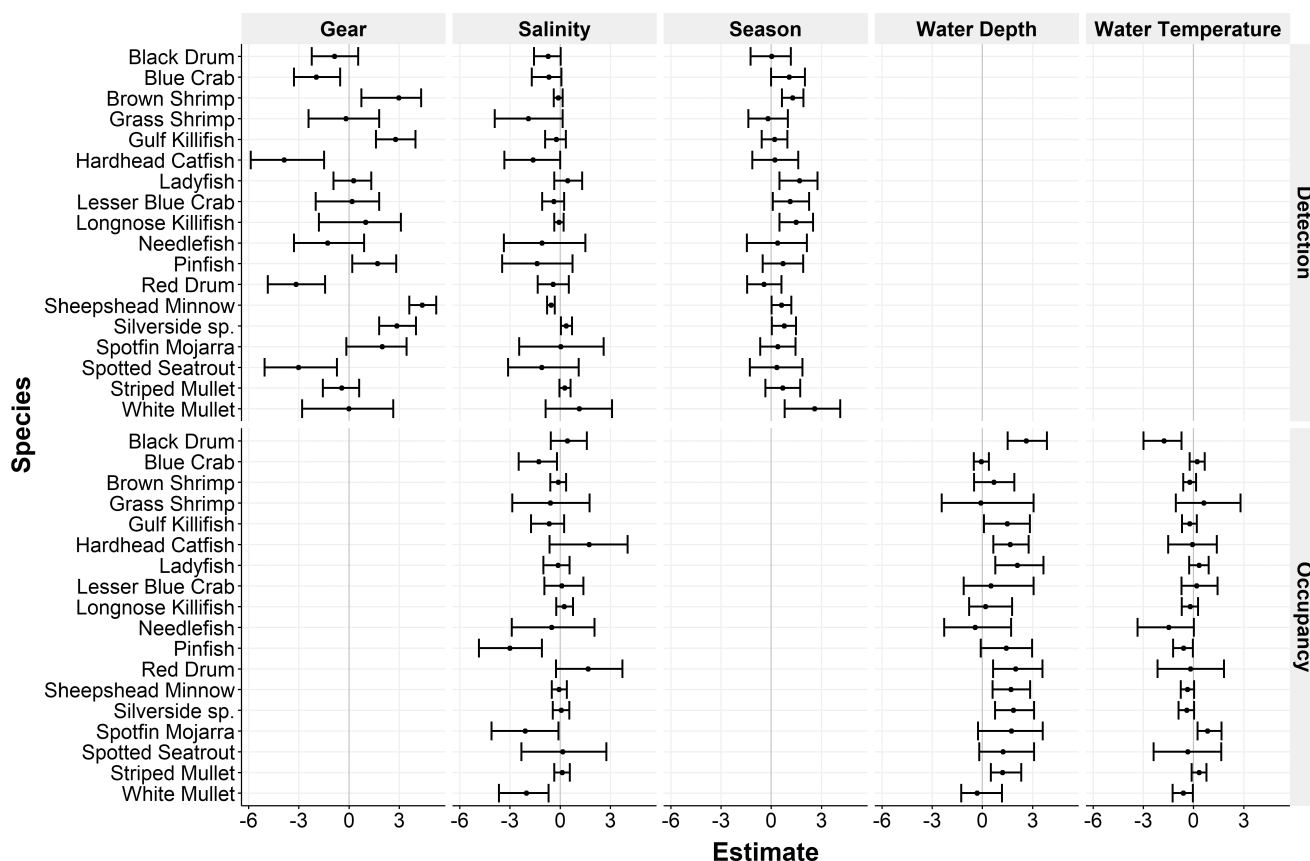 Gear Salinity Season Water Depth Water Temperature
Black Drum
Blue Crab
Brown Shrimp
Grass Shrimp
Gulf Killifish
Hardhead Catfish
Ladyfish
Lesser Blue Crab
Longnose Killifish
Needlefish
Pinfish
Red Drum
Sheepshead Minnow
Silverside sp.
Spotfin Mojarra
Spotted Seatrout
Striped Mullet
White Mullet
Detection
Species
Black Drum
Blue Crab
Brown Shrimp
Grass Shrimp
Gulf Killifish
Hardhead Catfish
Ladyfish
Lesser Blue Crab
Longnose Killifish
Needlefish
Pinfish
Red Drum
Sheepshead Minnow
Silverside sp.
Spotfin Mojarra
Spotted Seatrout
Striped Mullet
White Mullet
Occupancy
-6 -3 0 3 -6 -3 0 3 -6 -3 0 3 -6 -3 0 3 -6 -3 0 3
Estimate